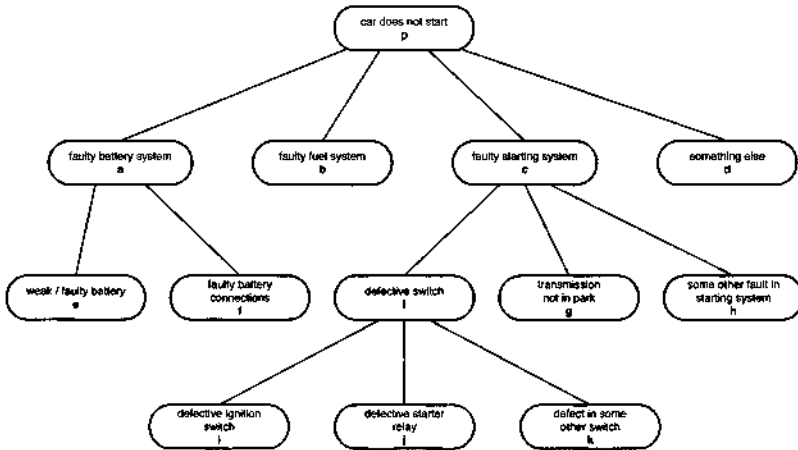 car does not start
p
faulty battery system
a
faulty fuel system
b
faulty starting system
c
something else
d
weak / faulty battery
e
faulty battery
connections
f
defective switch
transmission
not in park
g
some other fault in
starting system
h
defective ignition
switch
i
defective starter
relay
j
defect in some
other switch
k